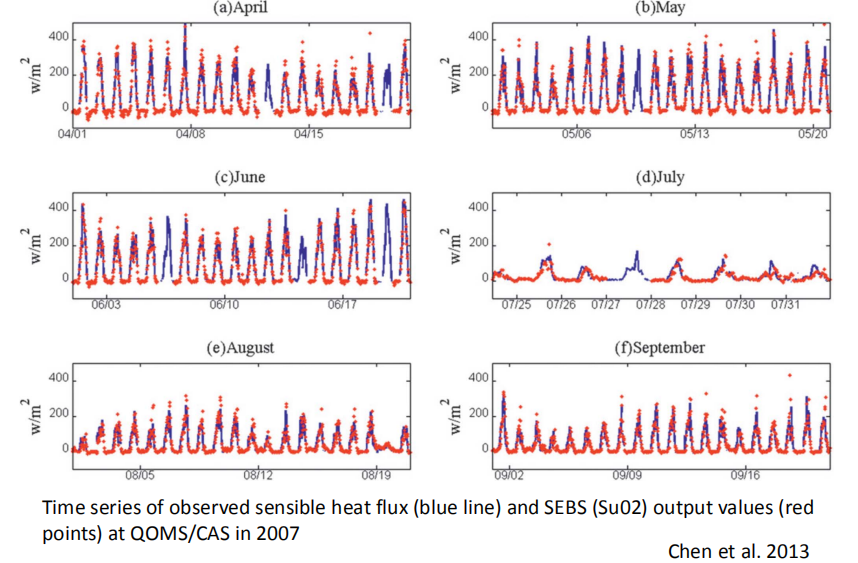 (a)April
(b)May
400
200
0
w/m2
04/01 04/08 04/15
400
200
0
w/m2
05/06 05/13 05/20
(c)June
(d)July
400
200
0
w/m2
06/03 06/10 06/17
400
200
0
w/m2
07/25 07/26 07/27 07/28 07/29 07/30 07/31
(e)August
(f)September
400
200
0
w/m2
08/05 08/12 08/19
400
200
0
w/m2
09/02 09/09 09/16
Time series of observed sensible heat flux (blue line) and SEBS (Su02) output values (red
points) at QOMS/CAS in 2007
Chen et al. 2013